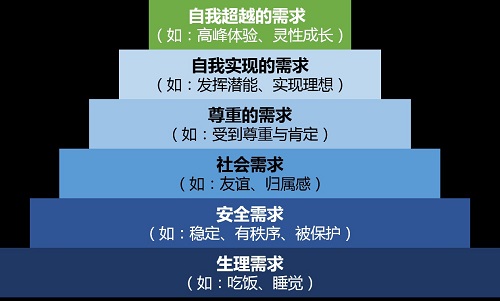 自我超越的需求
（如：高峰体验、灵性成长）
自我实现的需求
（如：发挥潜能、实现理想）
尊重的需求
（如：受到尊重与肯定）
社会需求
（如：友谊、归属感）
安全需求
（如：稳定、有秩序、被保护）
生理需求
（如：吃饭、睡觉）